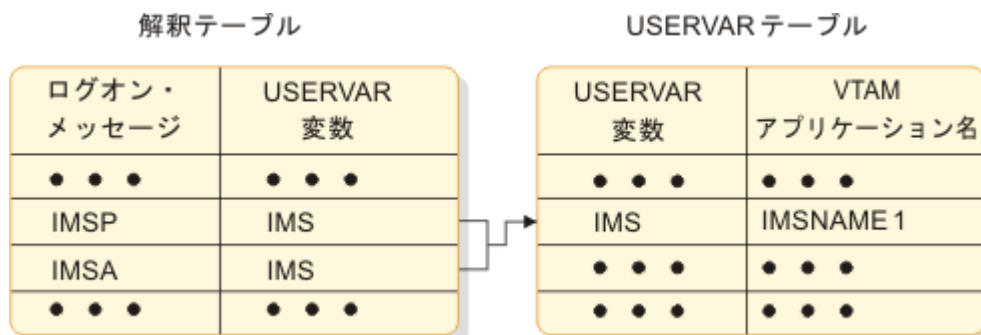 解釈テーブル
ログオン・
メッセージ
USERVAR
変数
● ● ●
● ● ●
IMSP
IMS
IMSA
IMS
● ● ●
● ● ●
USERVAR テーブル
USERVAR
変数
VTAM
アプリケーション名
● ● ●
● ● ●
IMS
IMSNAME1
● ● ●
● ● ●
● ● ●
● ● ●